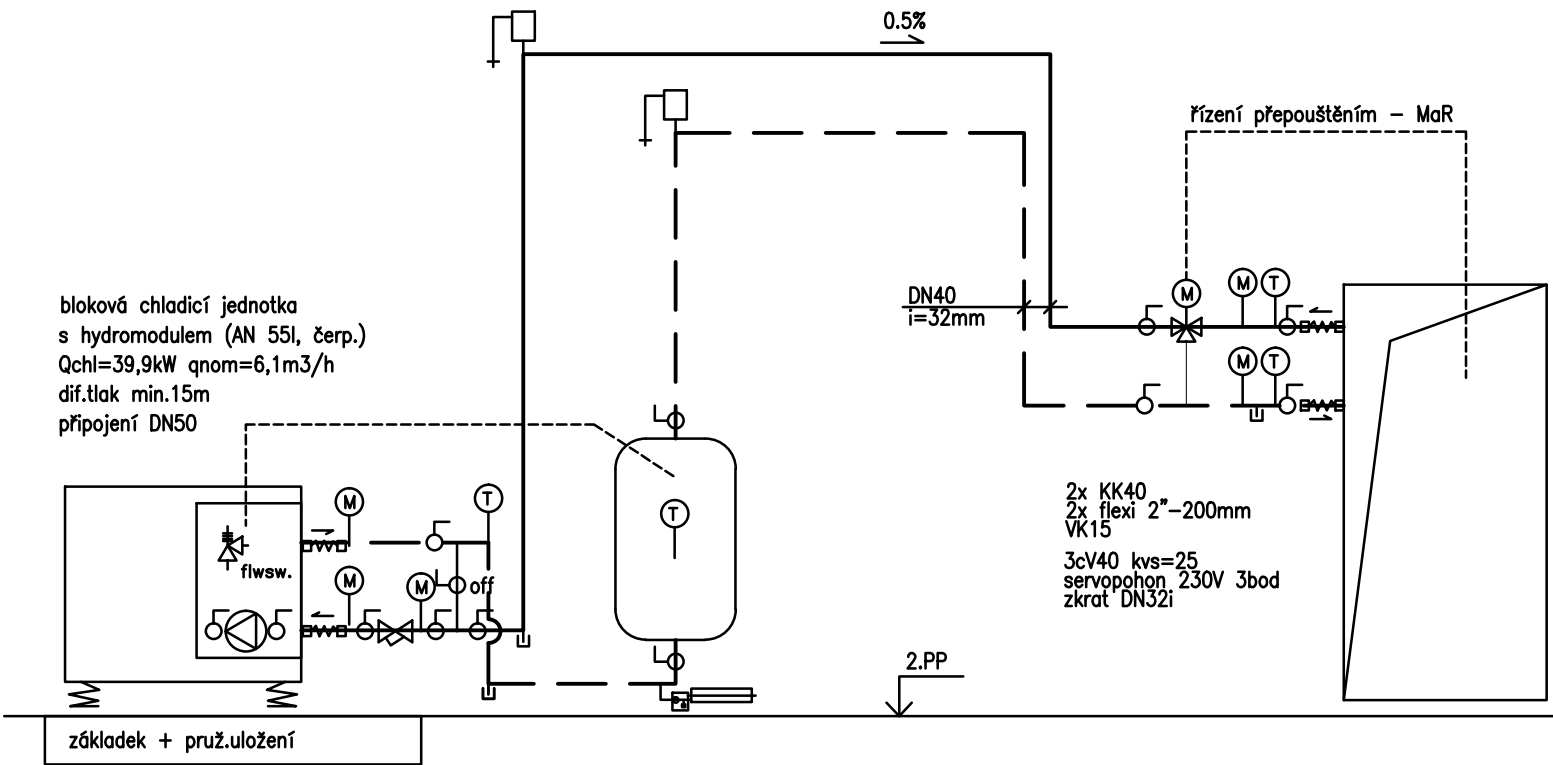 0.5%
řízení přepouštěním – MaR
bloková chladicí jednotka
s hydromodulem (AN 55I, čerp.)
Qchl=39,9kW qnom=6,1m3/h
dif.tlak min.15m
připojení DN50
DN40
i=32mm
M
M
T
M
T
M
T
flwsw.
M
M
off
T
2x KK40
2x flexi 2"–200mm
VK15
3cV40 kvs=25
servopohon 230V 3bod
zkrat DN32i
2.PP
základek + pruž.uložení